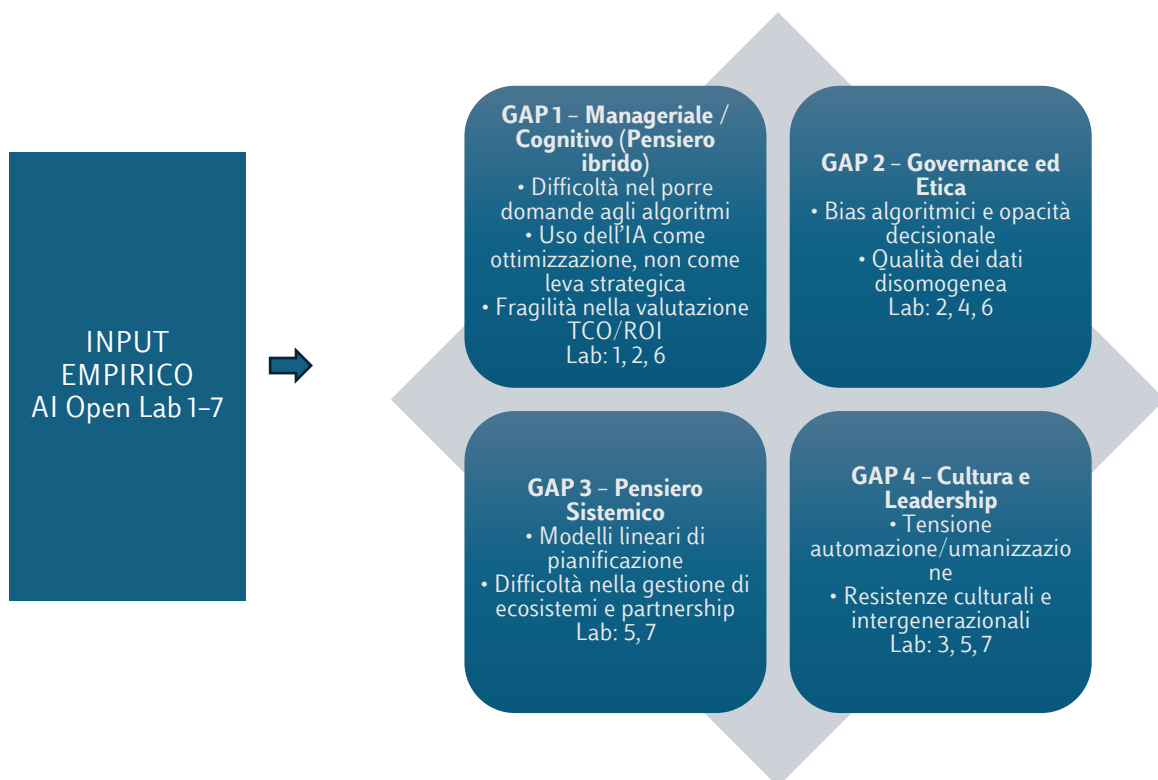 INPUT
EMPIRICO
AI Open Lab 1–7
GAP 1 – Manageriale /
Cognitivo (Pensiero
ibrido)
• Difficoltà nel porre
domande agli algoritmi
• Uso dell'IA come
ottimizzazione, non come
leva strategica
• Fragilità nella valutazione
TCO/ROI
Lab: 1, 2, 6
GAP 2 – Governance ed
Etica
• Bias algoritmici e opacità
decisionale
• Qualità dei dati
disomogenea
Lab: 2, 4, 6
GAP 3 – Pensiero
Sistemico
• Modelli lineari di
pianificazione
• Difficoltà nella gestione di
ecosistemi e partnership
Lab: 5, 7
GAP 4 – Cultura e
Leadership
• Tensione
automazione/umanizzazio
ne
• Resistenze culturali e
intergenerazionali
Lab: 3, 5, 7